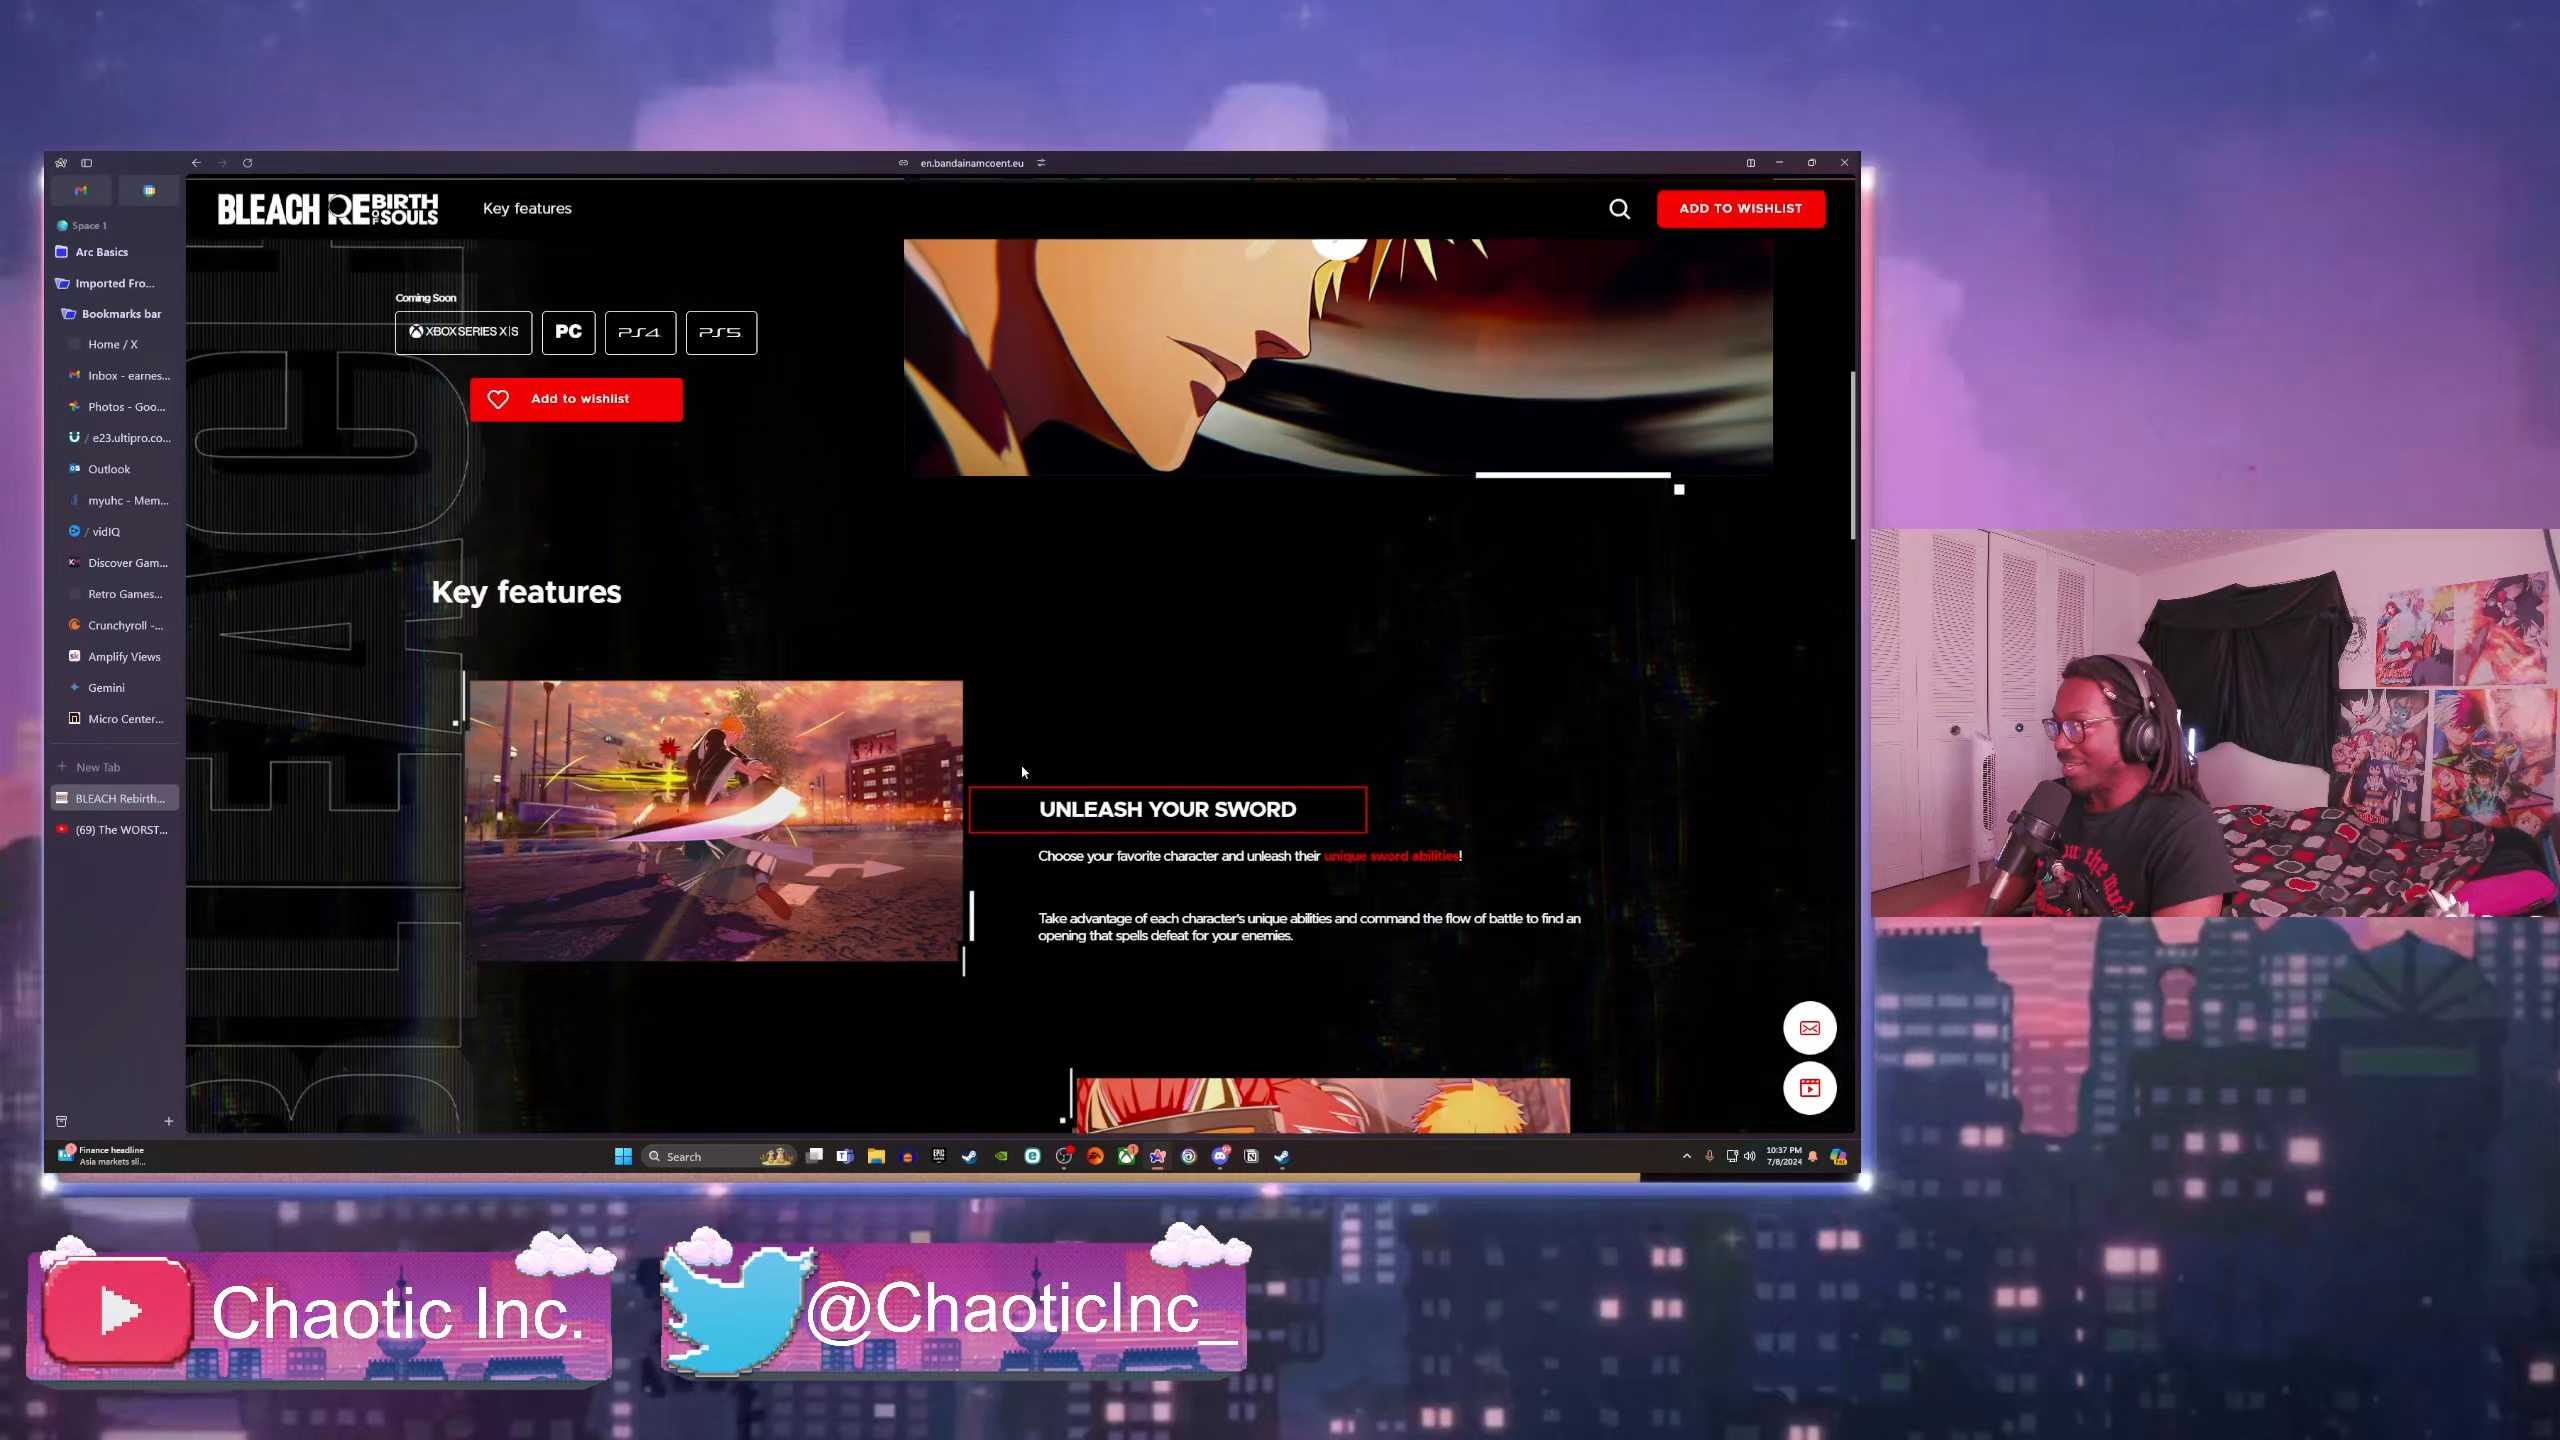 en.bandainamcoent.eu
BLEACH REBIRTH OF SOULS
Key features
ADD TO WISHLIST
Space 1
Arc Basics
Imported Fro...
Bookmarks bar
Home / X
Inbox - earnes...
Photos - Goo...
/ e23.ultipro.co...
Outlook
myuhc - Mem...
/ vidIQ
Discover Gam...
Retro Games...
Crunchyroll -...
Amplify Views
Gemini
Micro Center...
New Tab
BLEACH Rebirth...
(69) The WORST...
Coming Soon
XBOX SERIES X|S
PC
PS4
PS5
Add to wishlist
BLEACH
Key features
UNLEASH YOUR SWORD
Choose your favorite character and unleash their unique sword abilities!
Take advantage of each character's unique abilities and command the flow of battle to find an
opening that spells defeat for your enemies.
Finance headline
Asia markets sli...
Search
10:37 PM
7/8/2024
Chaotic Inc.
@ChaoticInc_